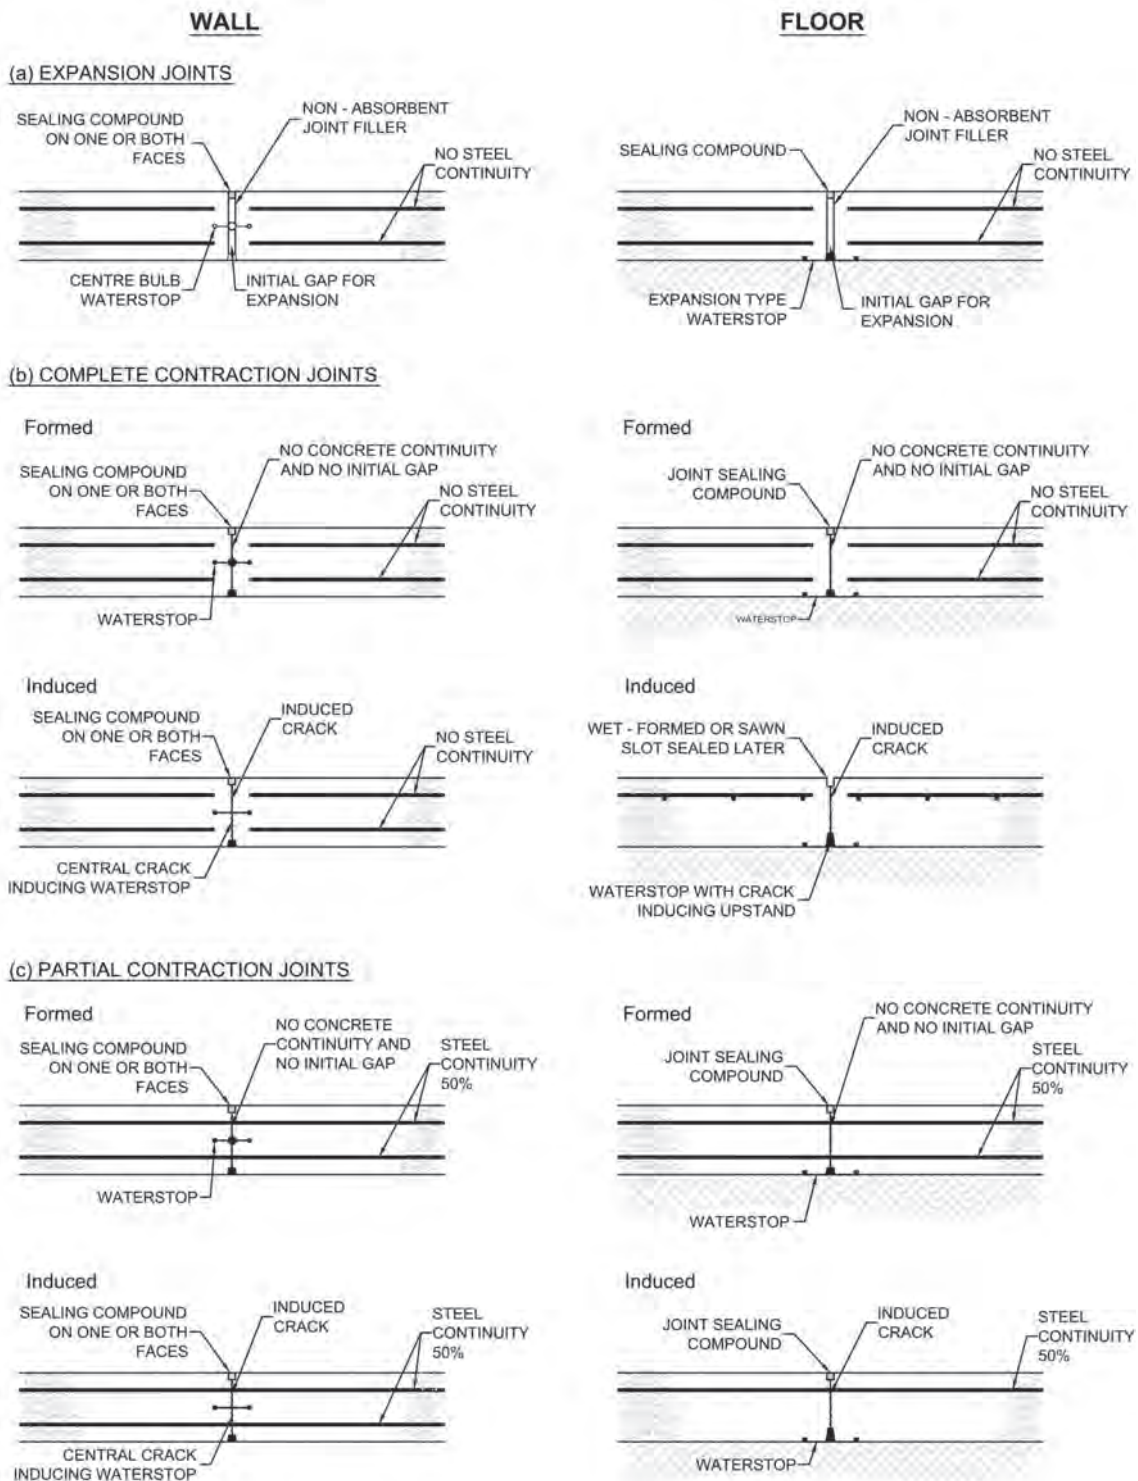 WALL
FLOOR
(a) EXPANSION JOINTS
SEALING COMPOUND
ON ONE OR BOTH
FACES
NON - ABSORBENT
JOINT FILLER
NO STEEL
CONTINUITY
CENTRE BULB
WATERSTOP
INITIAL GAP FOR
EXPANSION
SEALING COMPOUND
NON - ABSORBENT
JOINT FILLER
NO STEEL
CONTINUITY
EXPANSION TYPE
WATERSTOP
INITIAL GAP FOR
EXPANSION
(b) COMPLETE CONTRACTION JOINTS
Formed
SEALING COMPOUND
ON ONE OR BOTH
FACES
NO CONCRETE CONTINUITY
AND NO INITIAL GAP
NO STEEL
CONTINUITY
WATERSTOP
Formed
JOINT SEALING
COMPOUND
NO CONCRETE CONTINUITY
AND NO INITIAL GAP
NO STEEL
CONTINUITY
WATERSTOP
Induced
SEALING COMPOUND
ON ONE OR BOTH
FACES
INDUCED
CRACK
NO STEEL
CONTINUITY
CENTRAL CRACK
INDUCING WATERSTOP
Induced
WET - FORMED OR SAWN
SLOT SEALED LATER
INDUCED
CRACK
WATERSTOP WITH CRACK
INDUCING UPSTAND
(c) PARTIAL CONTRACTION JOINTS
Formed
SEALING COMPOUND
ON ONE OR BOTH
FACES
NO CONCRETE
CONTINUITY AND
NO INITIAL GAP
STEEL
CONTINUITY
50%
WATERSTOP
Formed
JOINT SEALING
COMPOUND
NO CONCRETE CONTINUITY
AND NO INITIAL GAP
STEEL
CONTINUITY
50%
WATERSTOP
Induced
SEALING COMPOUND
ON ONE OR BOTH
FACES
INDUCED
CRACK
STEEL
CONTINUITY
50%
CENTRAL CRACK
INDUCING WATERSTOP
Induced
JOINT SEALING
COMPOUND
INDUCED
CRACK
STEEL
CONTINUITY
50%
WATERSTOP